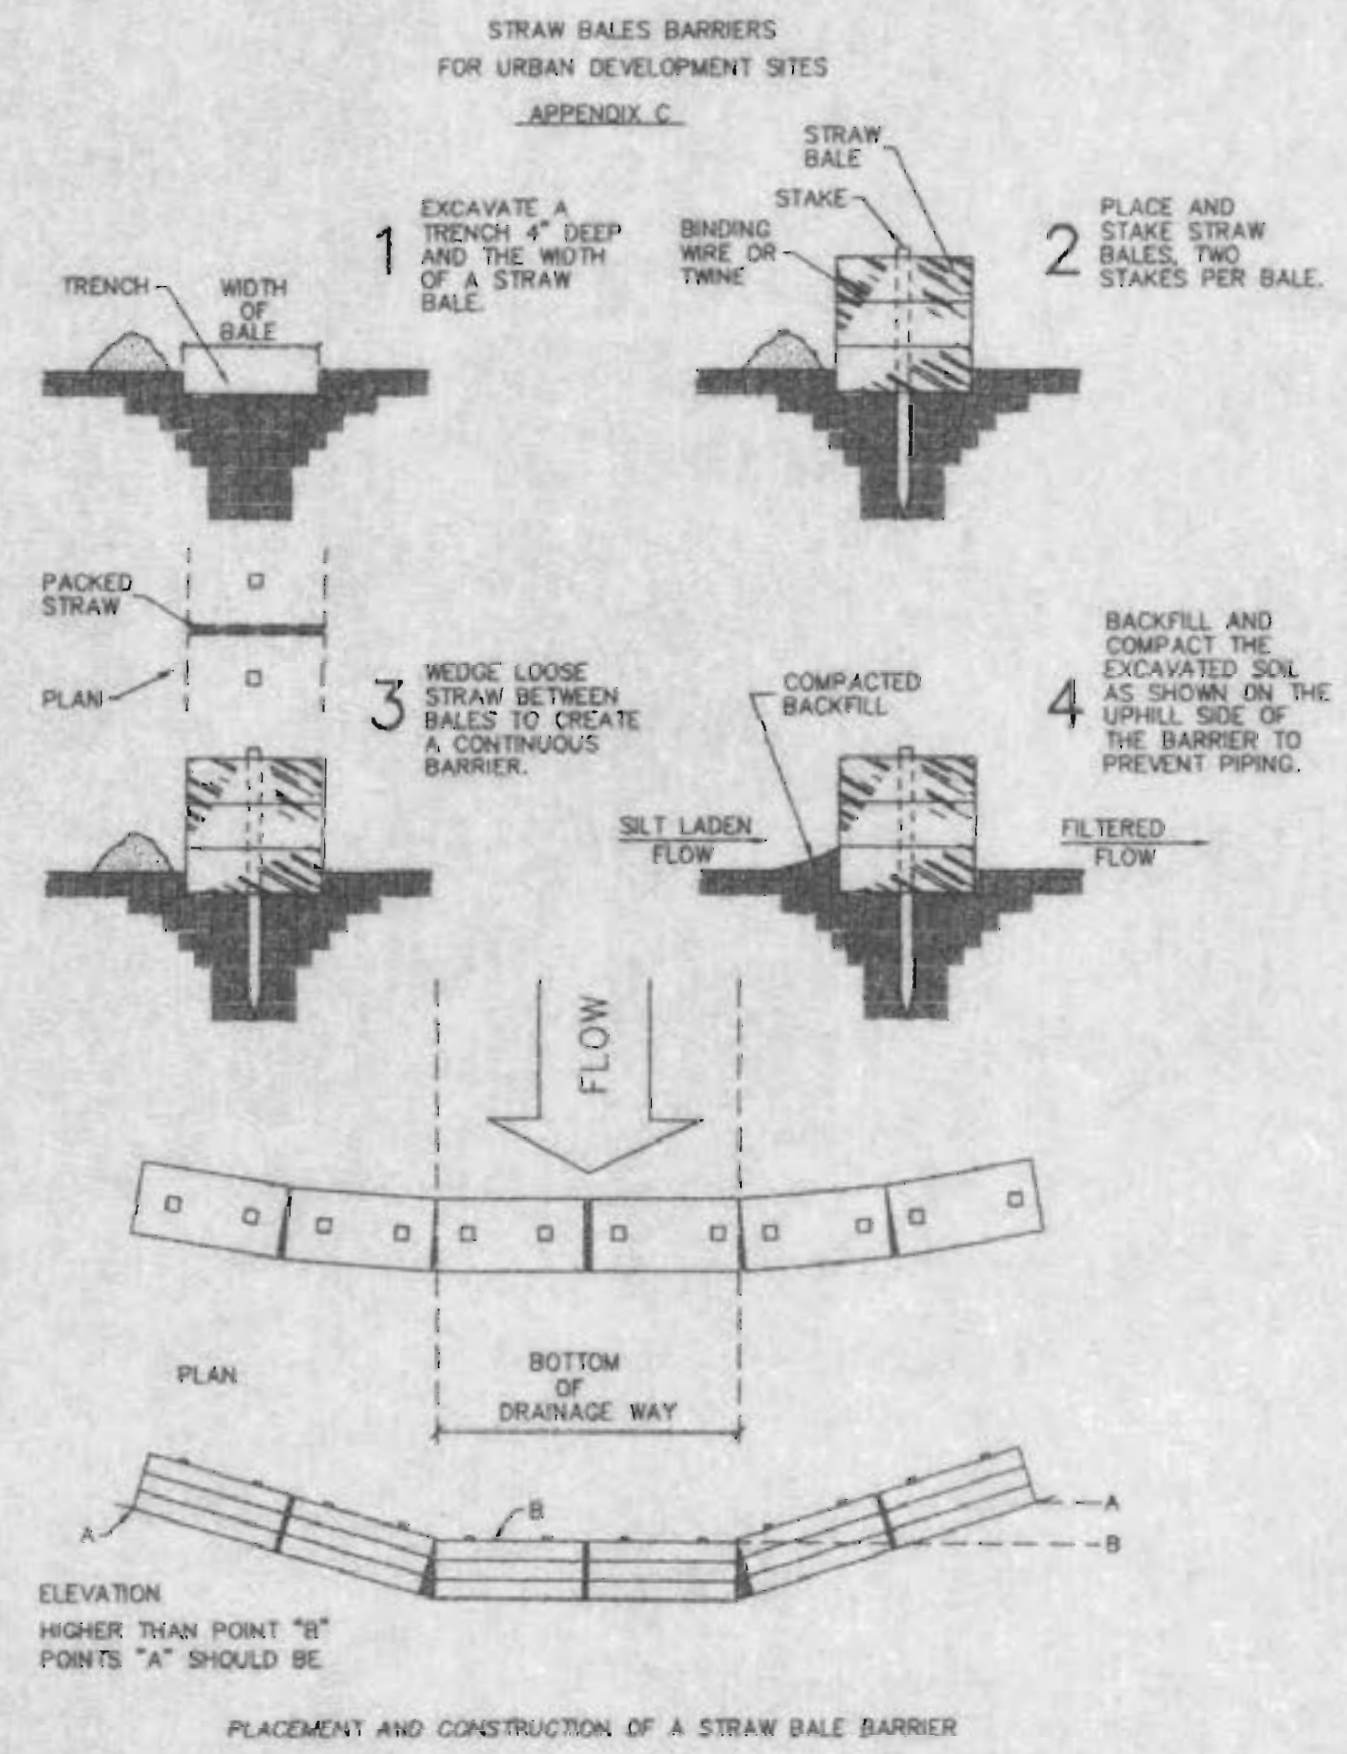 STRAW BALES BARRIERS
FOR URBAN DEVELOPMENT SITES
APPENDIX C
TRENCH
WIDTH
OF
BALE
1
EXCAVATE A
TRENCH 4" DEEP
AND THE WIDTH
OF A STRAW
BALE.
STRAW
BALE
STAKE
BINDING
WIRE OR
TWINE
2
PLACE AND
STAKE STRAW
BALES, TWO
STAKES PER BALE.
PACKED
STRAW
PLAN
3
WEDGE LOOSE
STRAW BETWEEN
BALES TO CREATE
A CONTINUOUS
BARRIER.
COMPACTED
BACKFILL
SILT LADEN
FLOW
4
BACKFILL AND
COMPACT THE
EXCAVATED SOIL
AS SHOWN ON THE
UPHILL SIDE OF
THE BARRIER TO
PREVENT PIPING.
FILTERED
FLOW
FLOW
PLAN
BOTTOM
OF
DRAINAGE WAY
A
B
A
B
ELEVATION
HIGHER THAN POINT "B"
POINTS "A" SHOULD BE
PLACEMENT AND CONSTRUCTION OF A STRAW BALE BARRIER